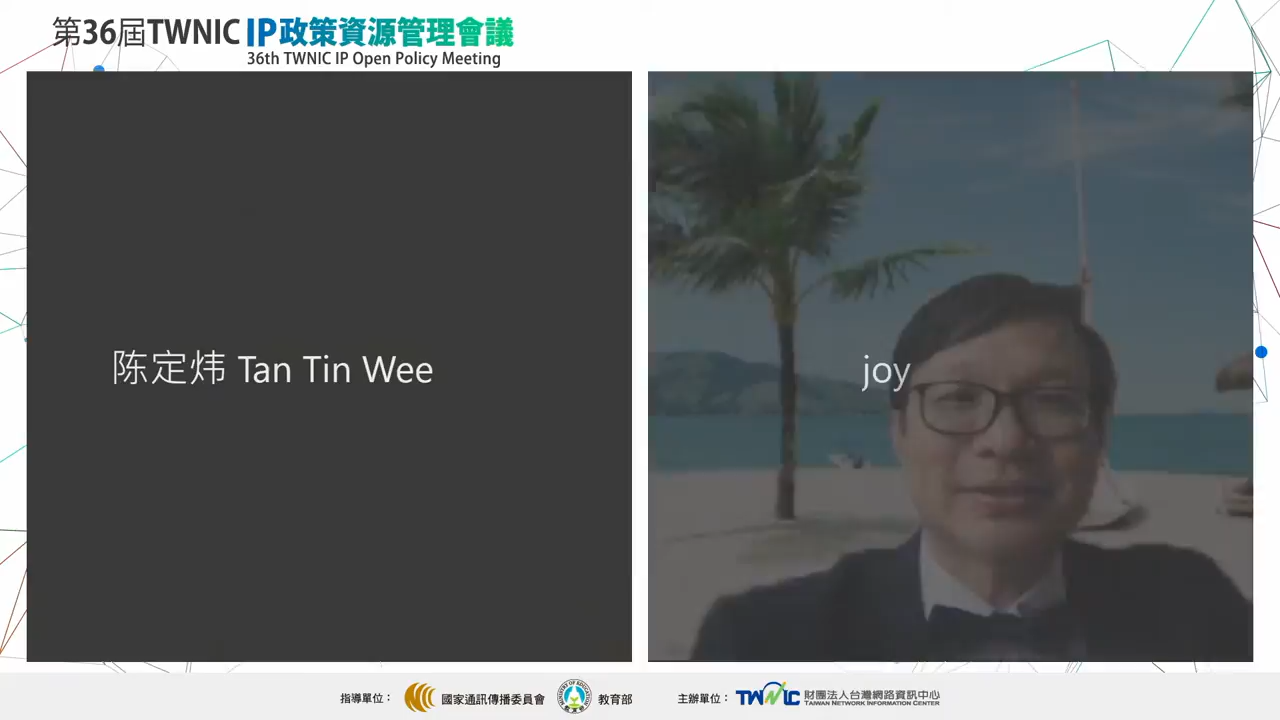 第36屆TWNIC IP政策資源管理會議
36th TWNIC IP Open Policy Meeting
陈定炜 Tan Tin Wee
joy
指導單位： 國家通訊傳播委員會 教育部 主辦單位： TWNIC 財團法人台灣網路資訊中心
TAIWAN NETWORK INFORMATION CENTER